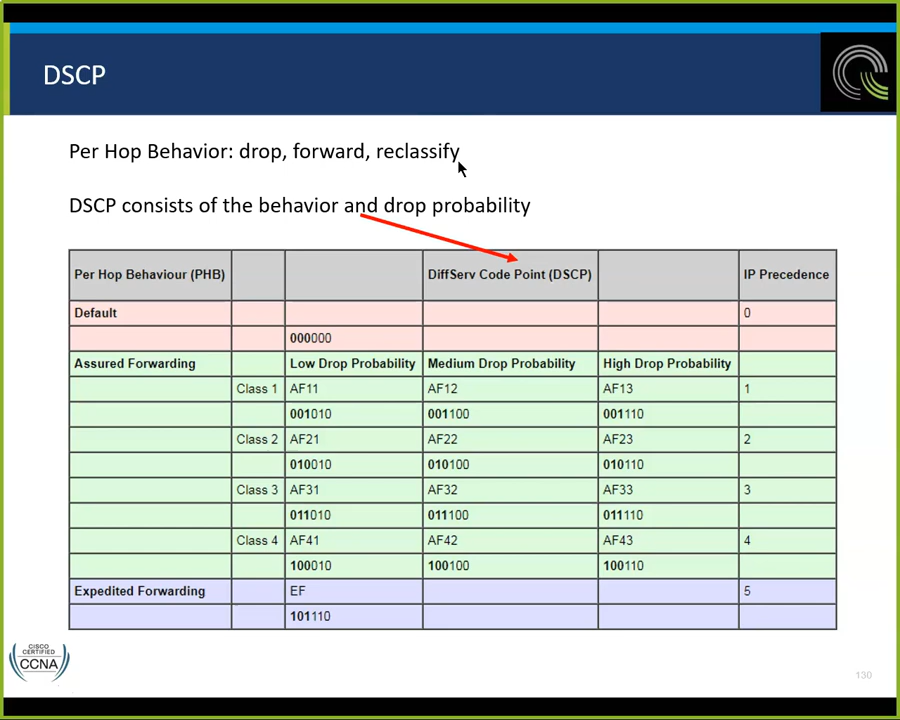 DSCP
Per Hop Behavior: drop, forward, reclassify
DSCP consists of the behavior and drop probability
Per Hop Behaviour (PHB) DiffServ Code Point (DSCP) IP Precedence
Default 0
000000
Assured Forwarding Low Drop Probability Medium Drop Probability High Drop Probability
Class 1 AF11 AF12 AF13 1
001010 001100 001110
Class 2 AF21 AF22 AF23 2
010010 010100 010110
Class 3 AF31 AF32 AF33 3
011010 011100 011110
Class 4 AF41 AF42 AF43 4
100010 100100 100110
Expedited Forwarding EF 5
101110
CISCO
CERTIFIED
CCNA
130